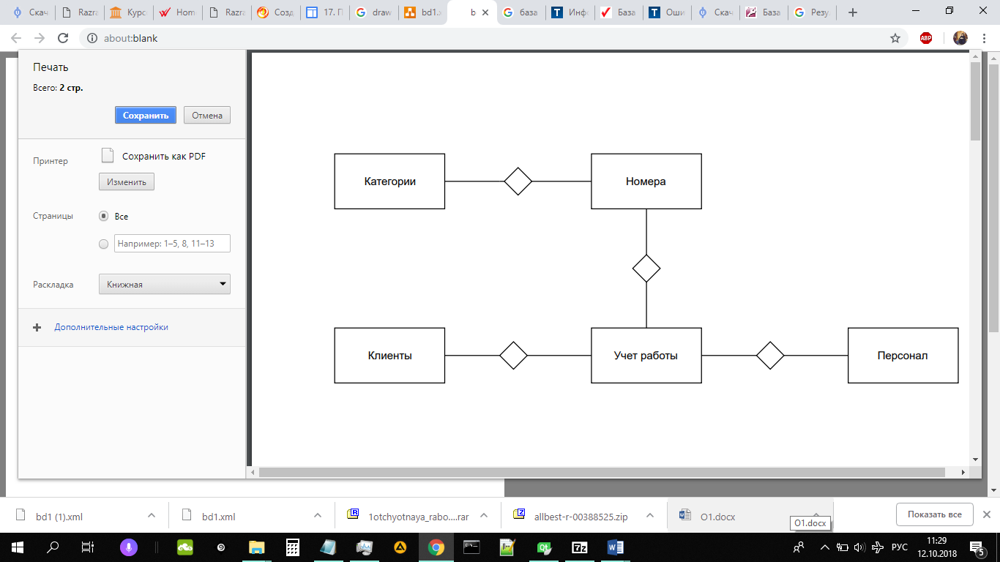 Скач
Razra
Курс
Hom
Razra
Созд
17. П
draw
bd1.x
b
база
Инфо
База
Оши
Скач
База
Резу
about:blank
ABP
Печать
Всего: 2 стр.
Сохранить
Отмена
Принтер
Сохранить как PDF
Изменить
Страницы
Все
Например: 1–5, 8, 11–13
Раскладка
Книжная
Дополнительные настройки
Категории
Номера
Клиенты
Учет работы
Персонал
bd1 (1).xml
bd1.xml
1otchyotnaya_rabo....rar
allbest-r-00388525.zip
O1.docx
Показать все
O1.docx
РУС
11:29
12.10.2018
5